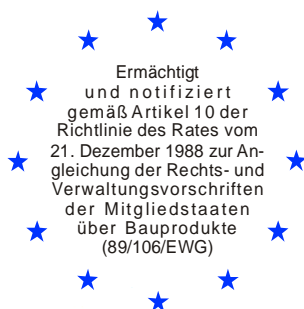 Ermächtigt
und notifiziert
gemäß Artikel 10 der
Richtlinie des Rates vom
21. Dezember 1988 zur An-
gleichung der Rechts- und
Verwaltungsvorschriften
der Mitgliedstaaten
über Bauprodukte
(89/106/EWG)